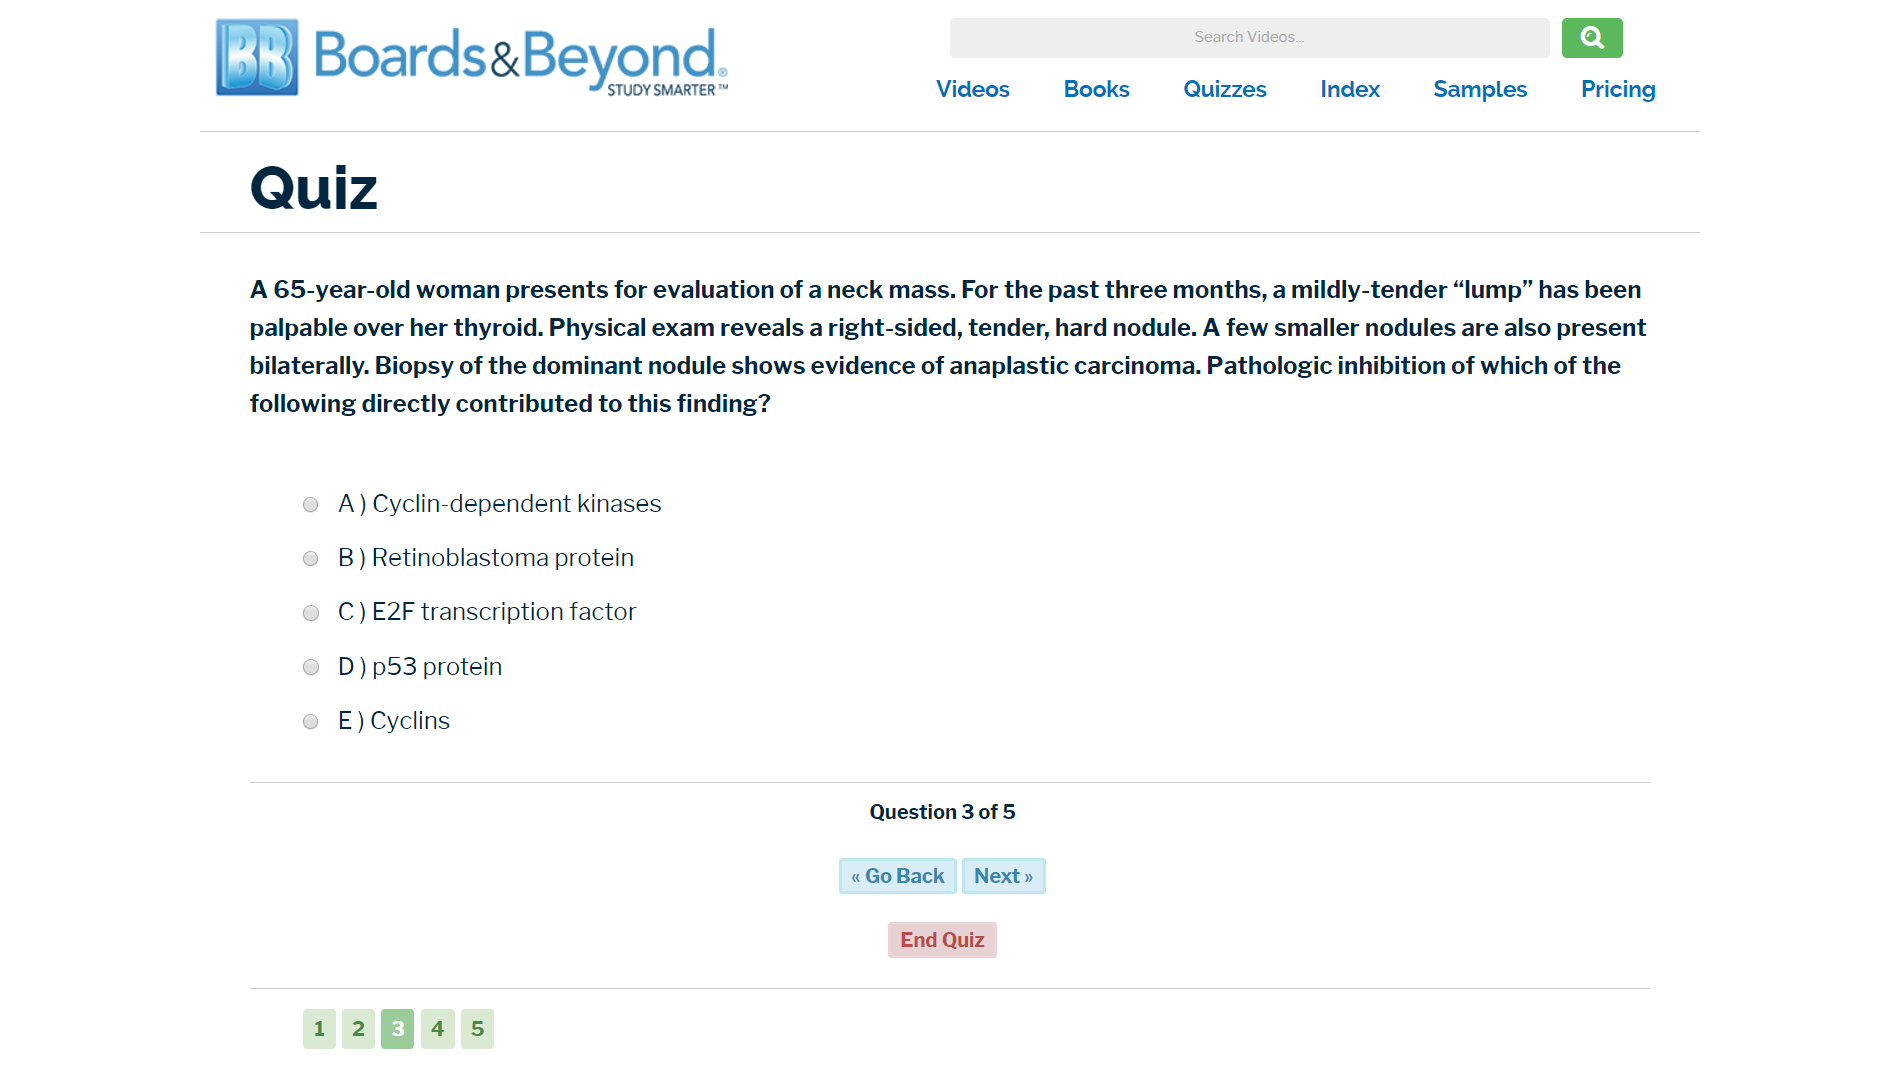 BB Boards&Beyond®
STUDY SMARTER™
Search Videos...
Videos Books Quizzes Index Samples Pricing
Quiz
A 65-year-old woman presents for evaluation of a neck mass. For the past three months, a mildly-tender “lump” has been
palpable over her thyroid. Physical exam reveals a right-sided, tender, hard nodule. A few smaller nodules are also present
bilaterally. Biopsy of the dominant nodule shows evidence of anaplastic carcinoma. Pathologic inhibition of which of the
following directly contributed to this finding?
A ) Cyclin-dependent kinases
B ) Retinoblastoma protein
C ) E2F transcription factor
D ) p53 protein
E ) Cyclins
Question 3 of 5
« Go Back Next »
End Quiz
1 2 3 4 5